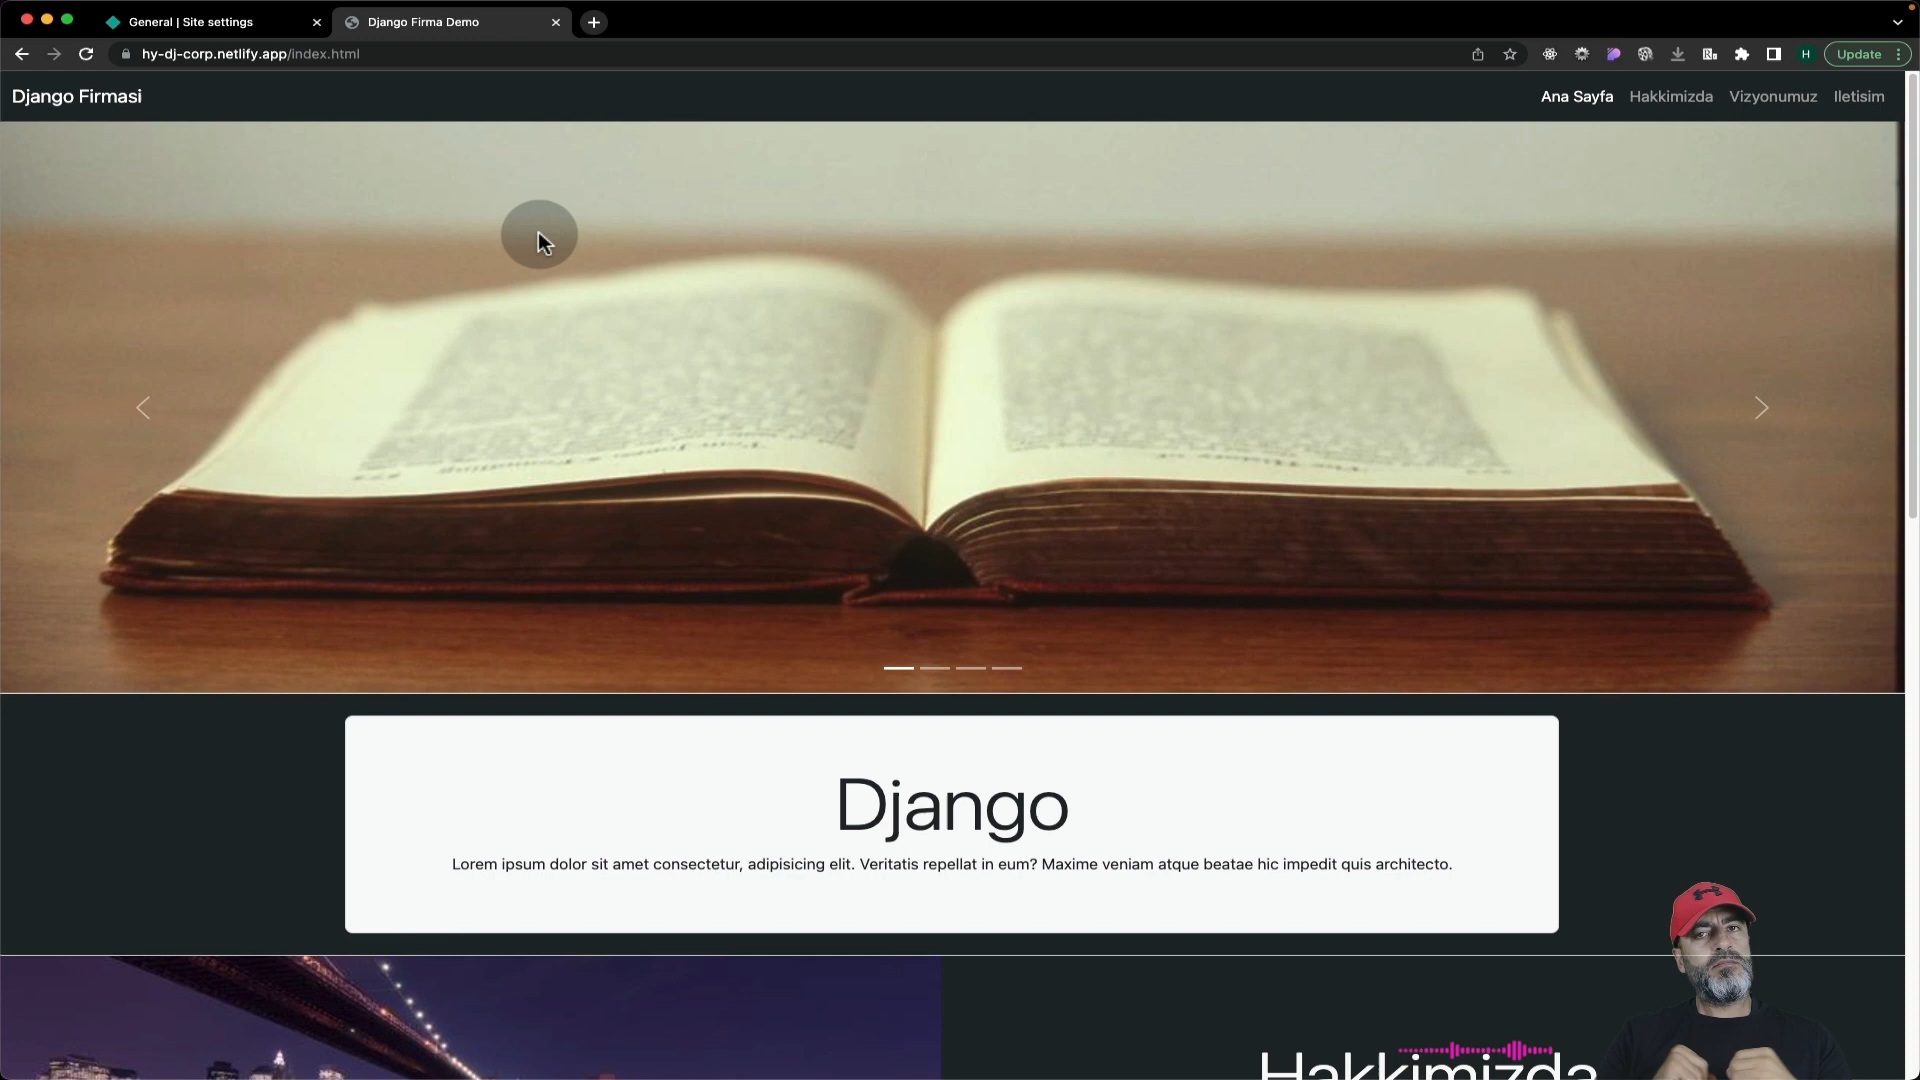 General | Site settings
Django Firma Demo
hy-dj-corp.netlify.app/index.html
Update
H
Django Firmasi
Ana Sayfa
Hakkimizda
Vizyonumuz
Iletisim
Django
Lorem ipsum dolor sit amet consectetur, adipisicing elit. Veritatis repellat in eum? Maxime veniam atque beatae hic impedit quis architecto.
Hakkimizda